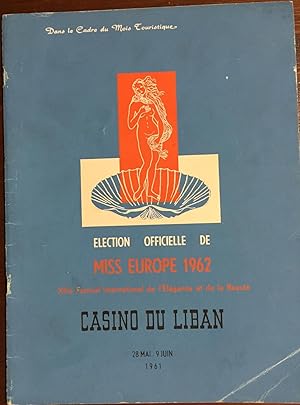 Dans le Cadre du Mois Touristique
ELECTION OFFICIELLE DE
MISS EUROPE 1962
Festival International de l'Elégance et de la Beauté
CASINO DU LIBAN
28 MAI, 9 JUIN
1961